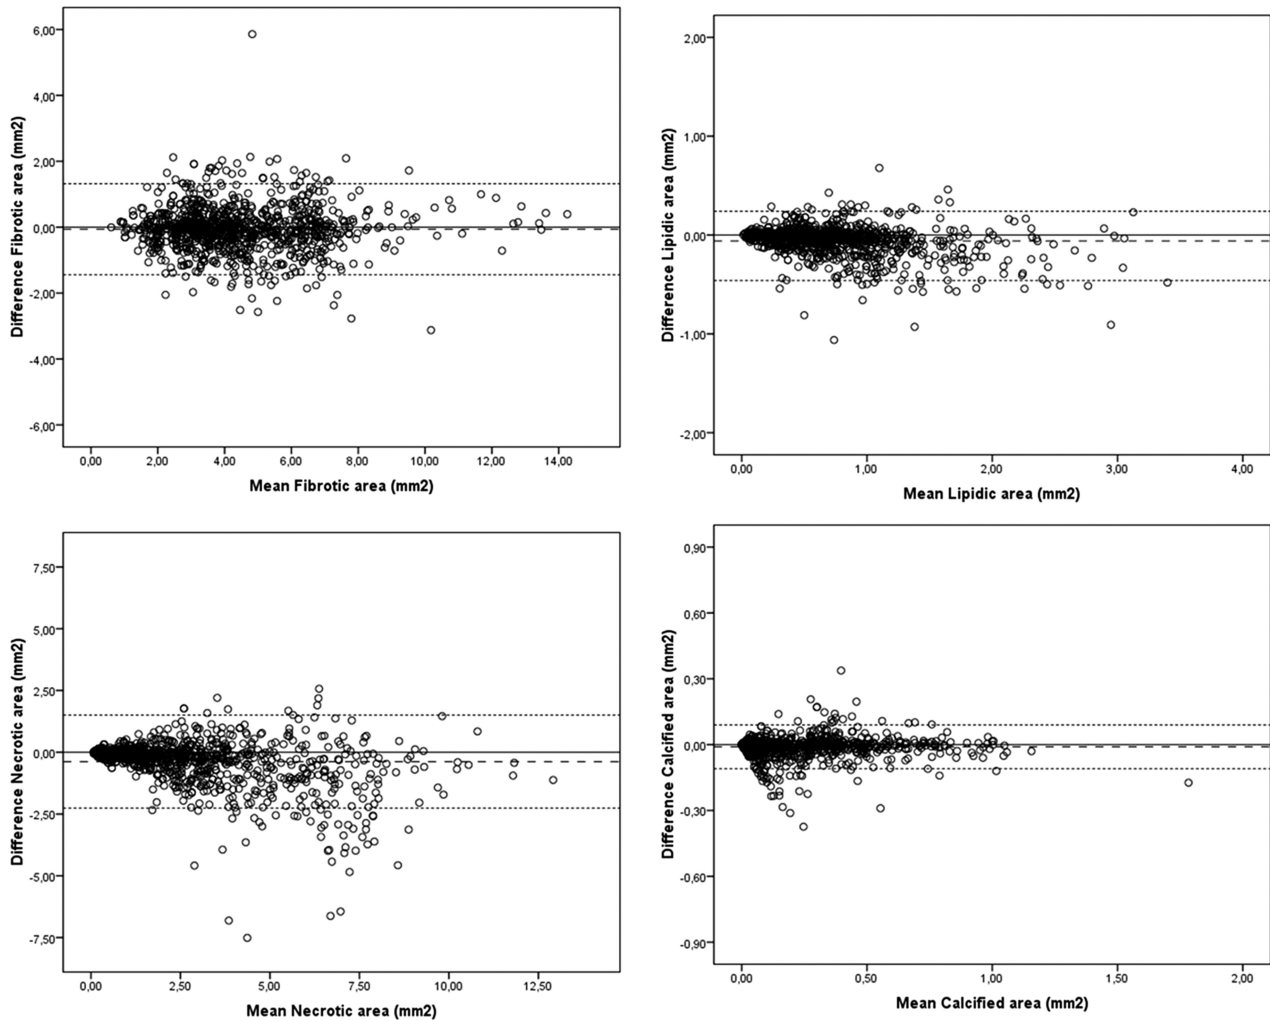 6,00
4,00
2,00
0,00
-2,00
-4,00
-6,00
Difference Fibrotic area (mm2)
0,00 2,00 4,00 6,00 8,00 10,00 12,00 14,00
Mean Fibrotic area (mm2)
2,00
1,00
0,00
-1,00
-2,00
Difference Lipidic area (mm2)
0,00 1,00 2,00 3,00 4,00
Mean Lipidic area (mm2)
7,50
5,00
2,50
0,00
-2,50
-5,00
-7,50
Difference Necrotic area (mm2)
0,00 2,50 5,00 7,50 10,00 12,50
Mean Necrotic area (mm2)
0,90
0,60
0,30
0,00
-0,30
-0,60
-0,90
Difference Calcified area (mm2)
0,00 0,50 1,00 1,50 2,00
Mean Calcified area (mm2)